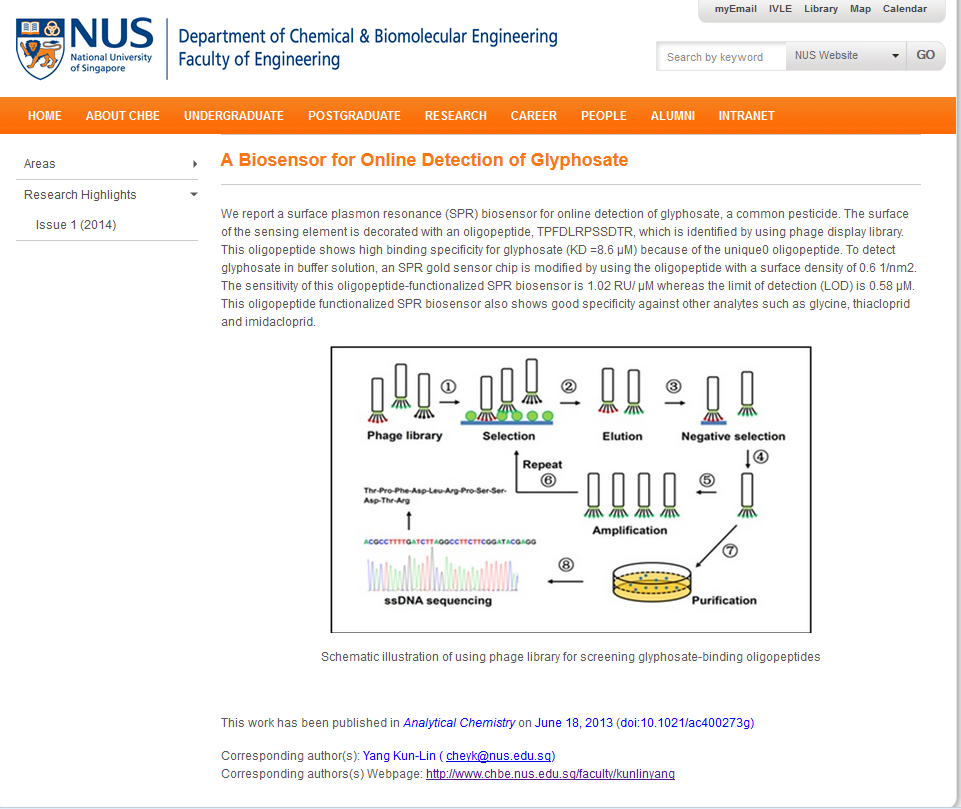 myEmail IVLE Library Map Calendar
NUS
National University
of Singapore
Department of Chemical & Biomolecular Engineering
Faculty of Engineering
Search by keyword
NUS Website
GO
HOME ABOUT CHBE UNDERGRADUATE POSTGRADUATE RESEARCH CAREER PEOPLE ALUMNI INTRANET
Areas
Research Highlights
Issue 1 (2014)
A Biosensor for Online Detection of Glyphosate
We report a surface plasmon resonance (SPR) biosensor for online detection of glyphosate, a common pesticide. The surface
of the sensing element is decorated with an oligopeptide, TPFDLRPSSDTR, which is identified by using phage display library.
This oligopeptide shows high binding specificity for glyphosate (KD =8.6 µM) because of the unique0 oligopeptide. To detect
glyphosate in buffer solution, an SPR gold sensor chip is modified by using the oligopeptide with a surface density of 0.6 1/nm2.
The sensitivity of this oligopeptide-functionalized SPR biosensor is 1.02 RU/ µM whereas the limit of detection (LOD) is 0.58 µM.
This oligopeptide functionalized SPR biosensor also shows good specificity against other analytes such as glycine, thiacloprid
and imidacloprid.
① ② ③
Phage library Selection Elution Negative selection
④
Repeat
⑥
⑤
Thr-Pro-Phe-Asp-Leu-Arg-Pro-Ser-Ser-
Asp-Thr-Arg
Amplification
ACGCCTTTTGATCTTAGGCCTTCTTCGGATACGAGG
⑦
⑧
ssDNA sequencing
Purification
Schematic illustration of using phage library for screening glyphosate-binding oligopeptides
This work has been published in Analytical Chemistry on June 18, 2013 (doi:10.1021/ac400273g)
Corresponding author(s): Yang Kun-Lin ( cheyk@nus.edu.sg)
Corresponding authors(s) Webpage: http://www.chbe.nus.edu.sg/faculty/kunlinyang